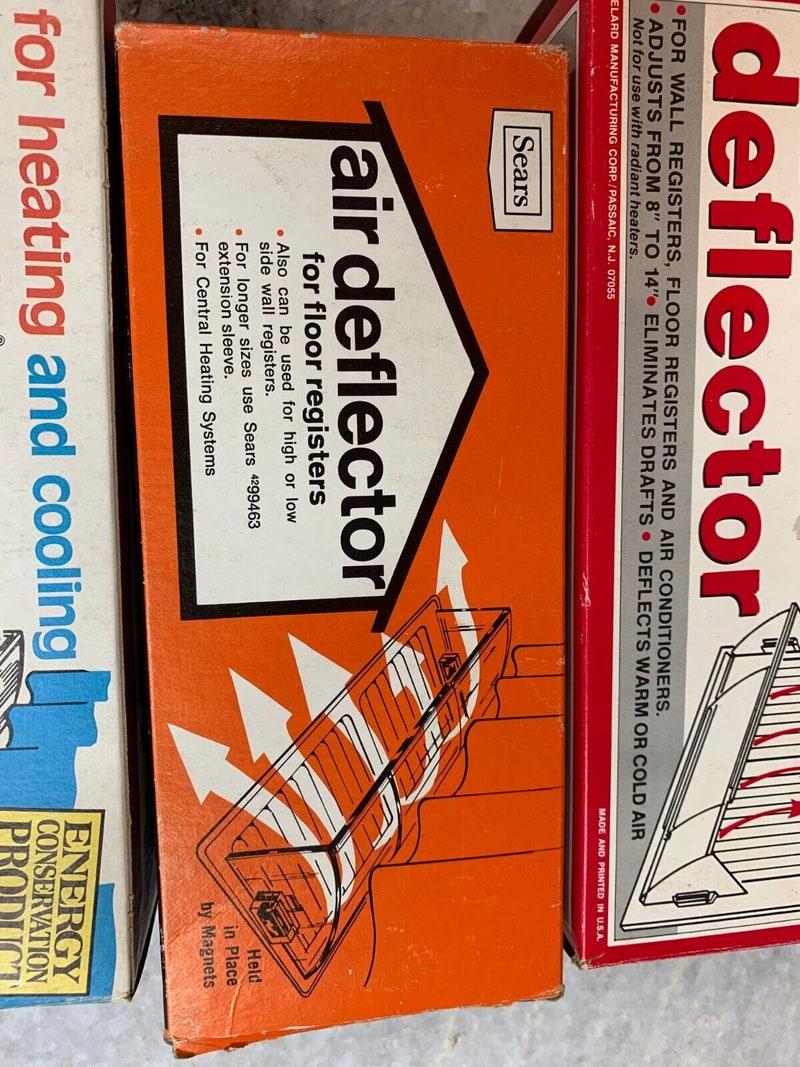 for heating and cooling
ENERGY
CONSERVATION
PRODUCT
Sears
air deflector
for floor registers
• Also can be used for high or low
side wall registers.
• For longer sizes use Sears 4299463
extension sleeve.
• For Central Heating Systems
Held
in Place
by Magnets
deflector
• FOR WALL REGISTERS, FLOOR REGISTERS AND AIR CONDITIONERS.
• ADJUSTS FROM 8" TO 14" • ELIMINATES DRAFTS • DEFLECTS WARM OR COLD AIR
Not for use with radiant heaters.
ELARD MANUFACTURING CORP./PASSAIC, N.J. 07055
MADE AND PRINTED IN U.S.A.